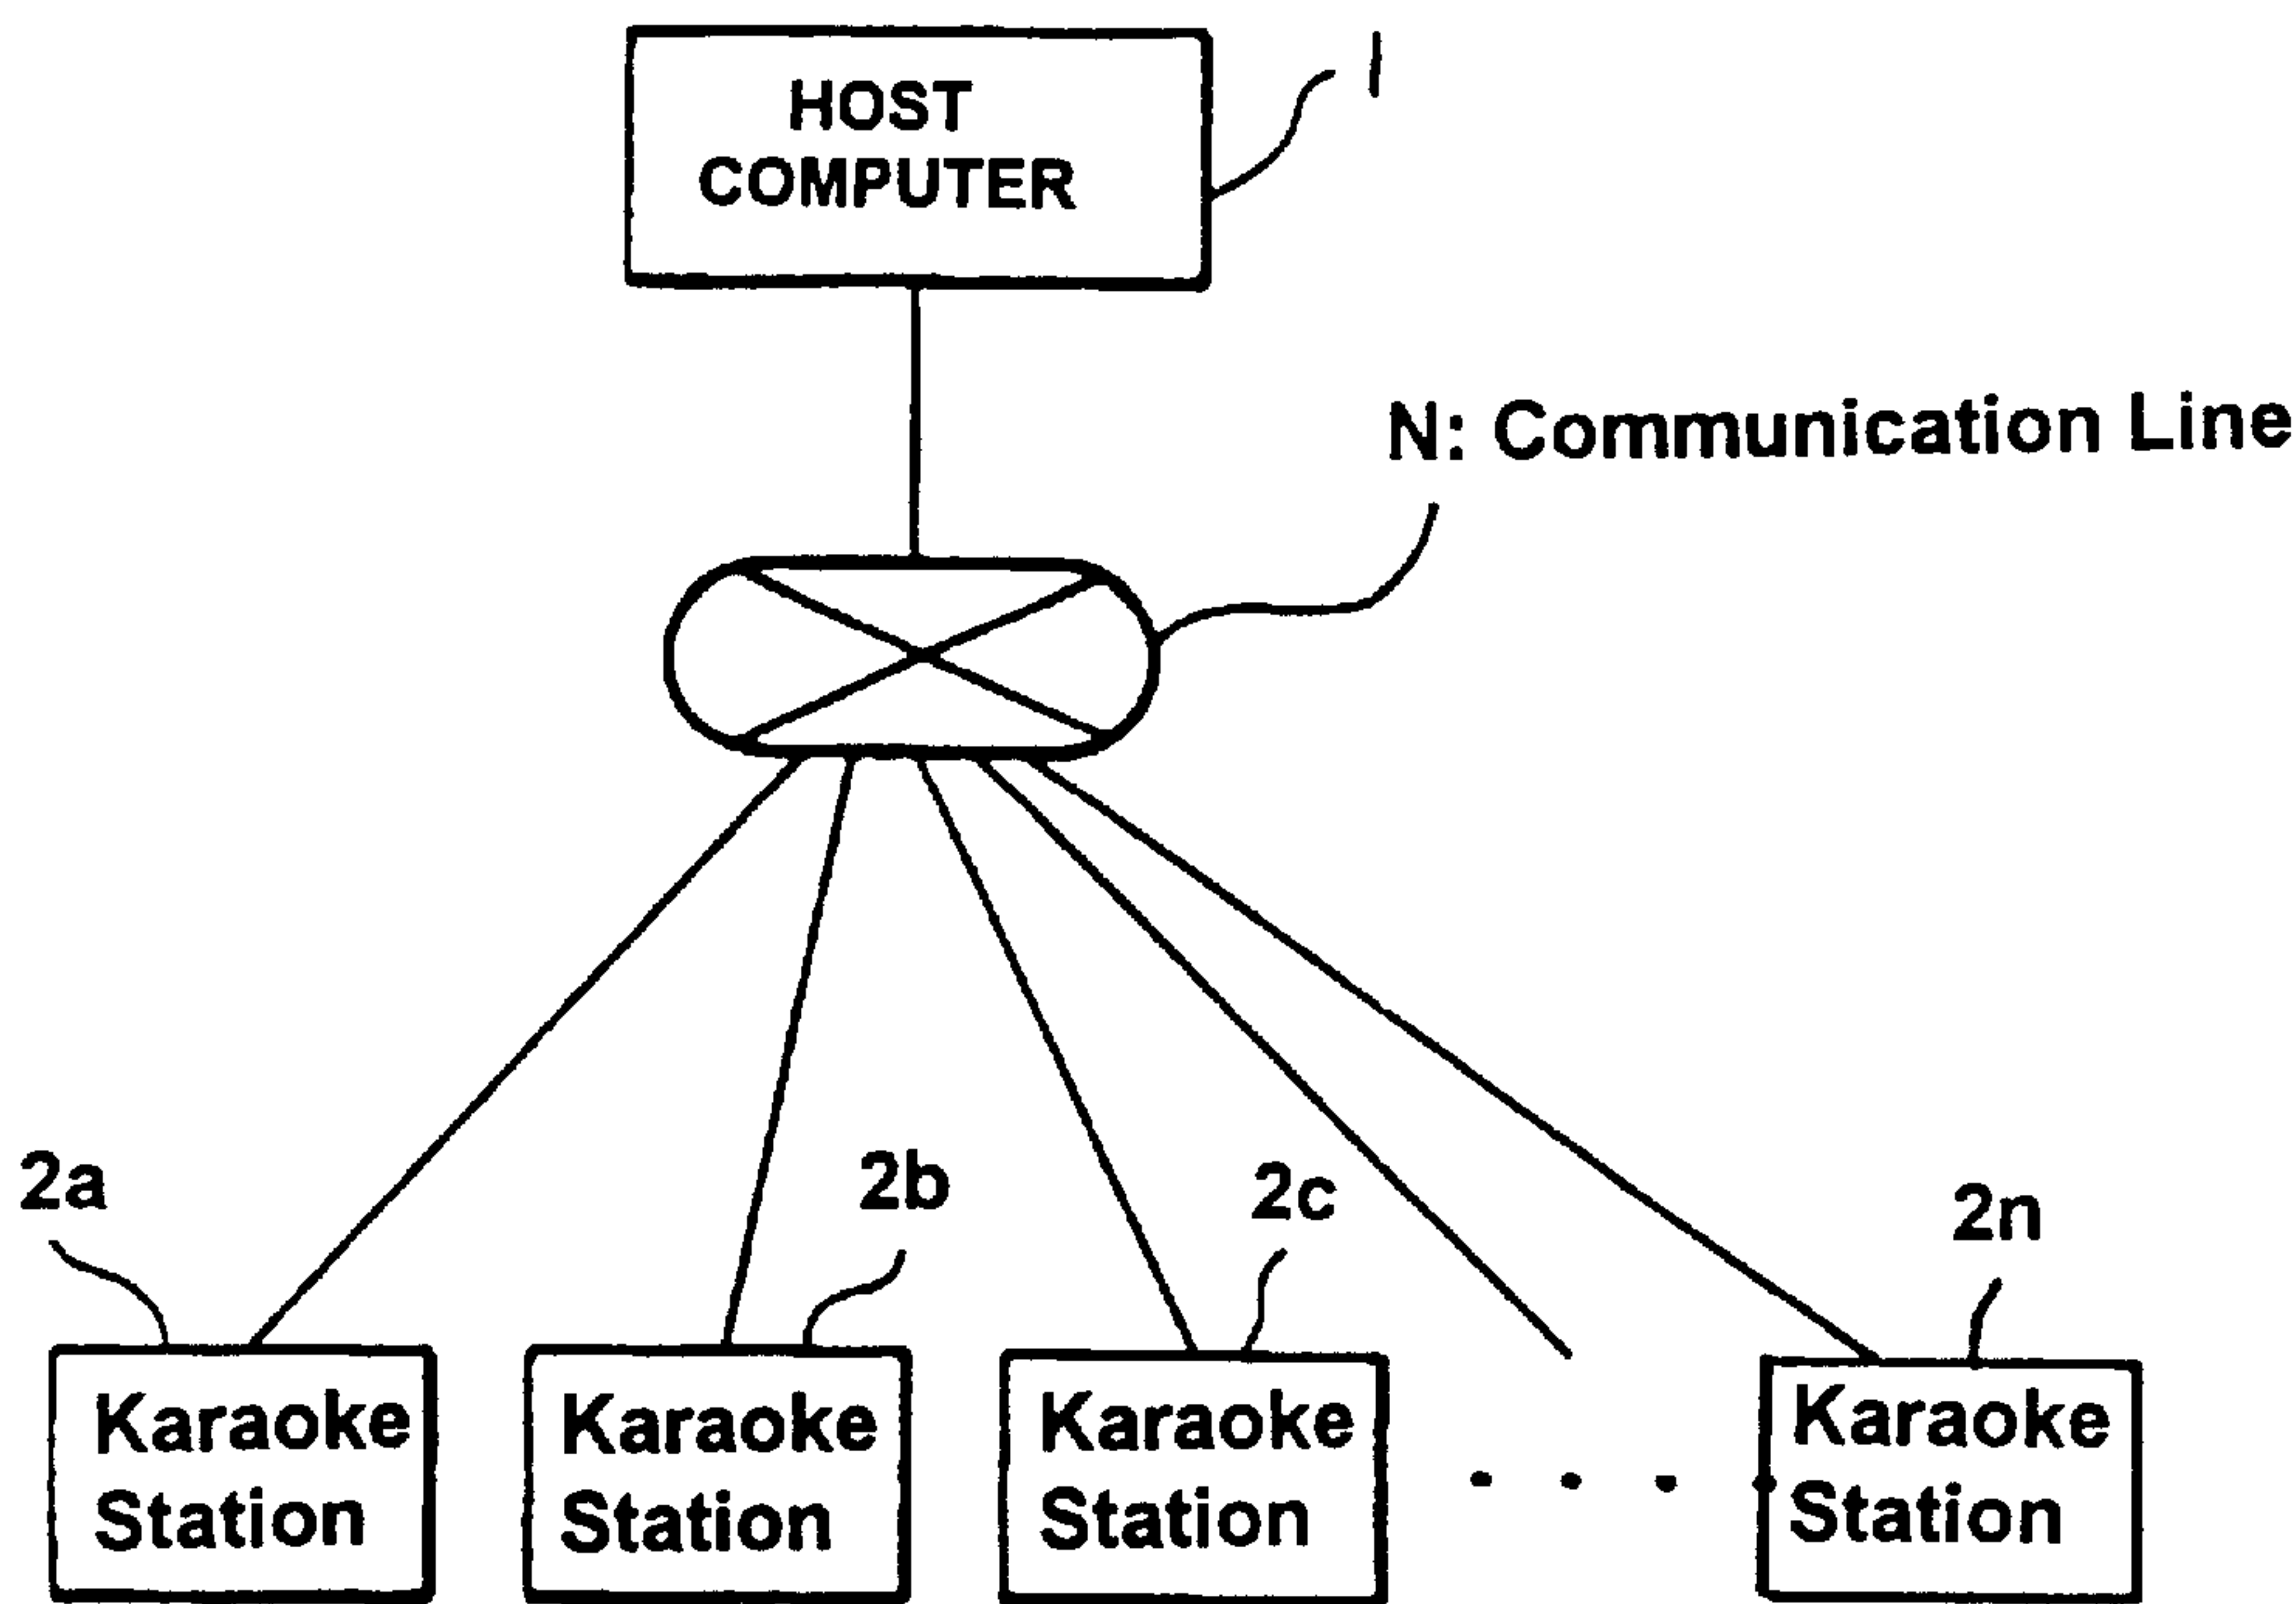 HOST
COMPUTER
1
N: Communication Line
2a
2b
2c
2n
Karaoke
Station
Karaoke
Station
Karaoke
Station
. . . .
Karaoke
Station